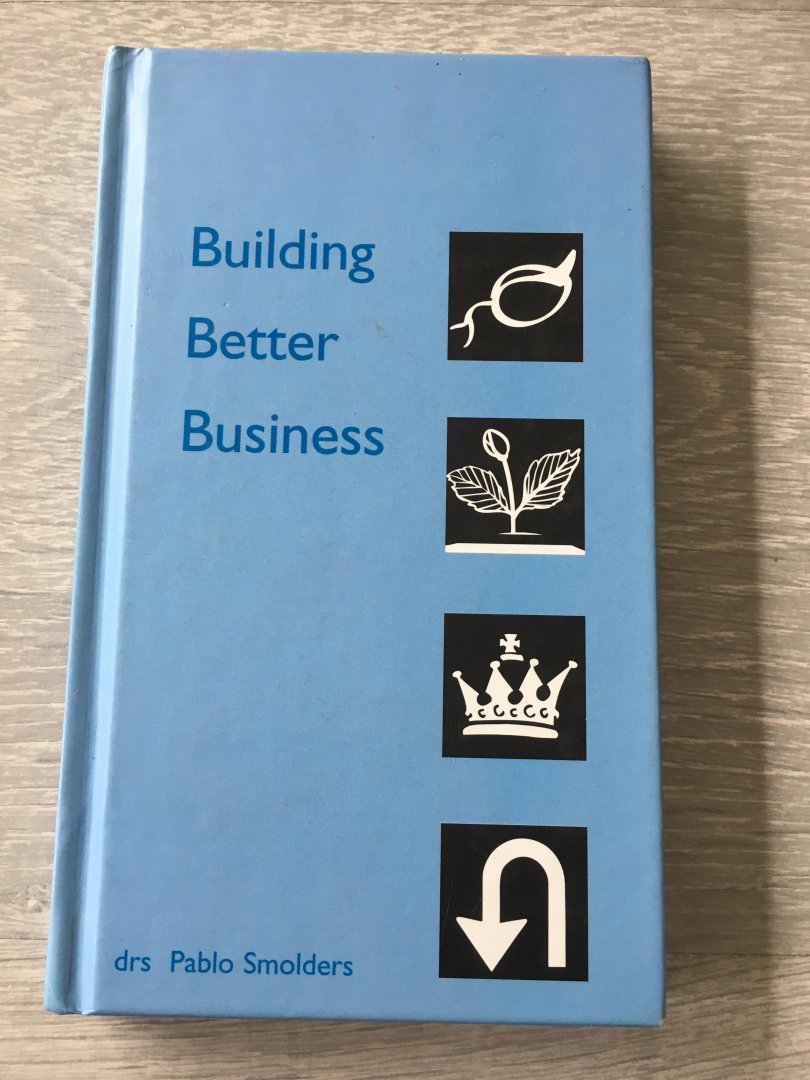 Building
Better
Business
drs Pablo Smolders